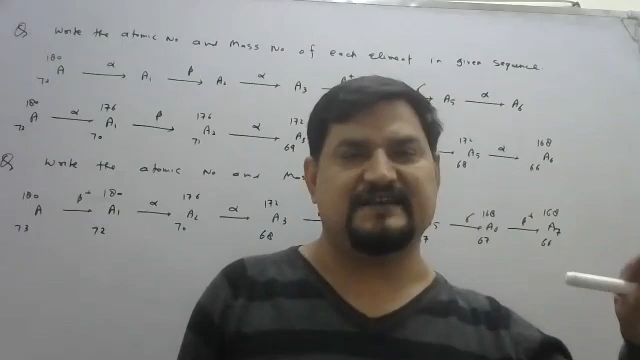 Q Write the atomic No and Mass No of each element in given sequence
180 72 A α→ A1 β→ A2 α→ A3 A5 α→ A6
180 72 A α→ 176 70 A1 β→ 176 71 A2 α→ 172 69 A3 172 68 A5 α→ 168 66 A6
Q Write the atomic No and Mass
180 73 A β+→ 180 72 A1 α→ 176 70 A2 α→ 172 68 A3 → γ→ 168 67 A6 β+→ 168 66 A7